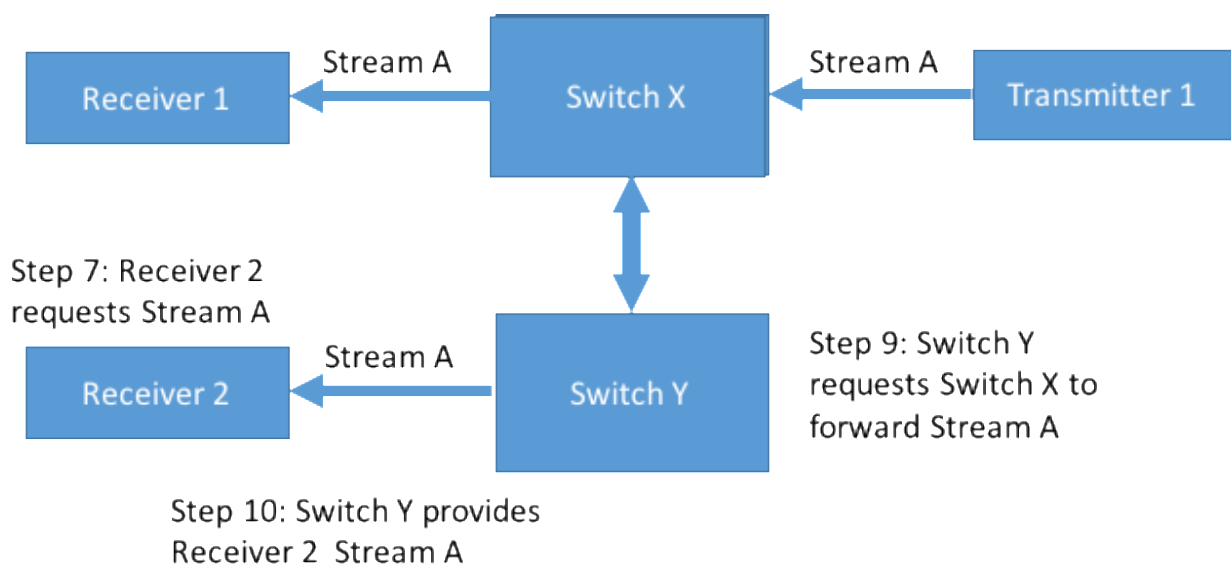 Stream A
Stream A
Receiver 1
Switch X
Transmitter 1
Step 7: Receiver 2
requests Stream A
Stream A
Receiver 2
Switch Y
Step 9: Switch Y
requests Switch X to
forward Stream A
Step 10: Switch Y provides
Receiver 2  Stream A